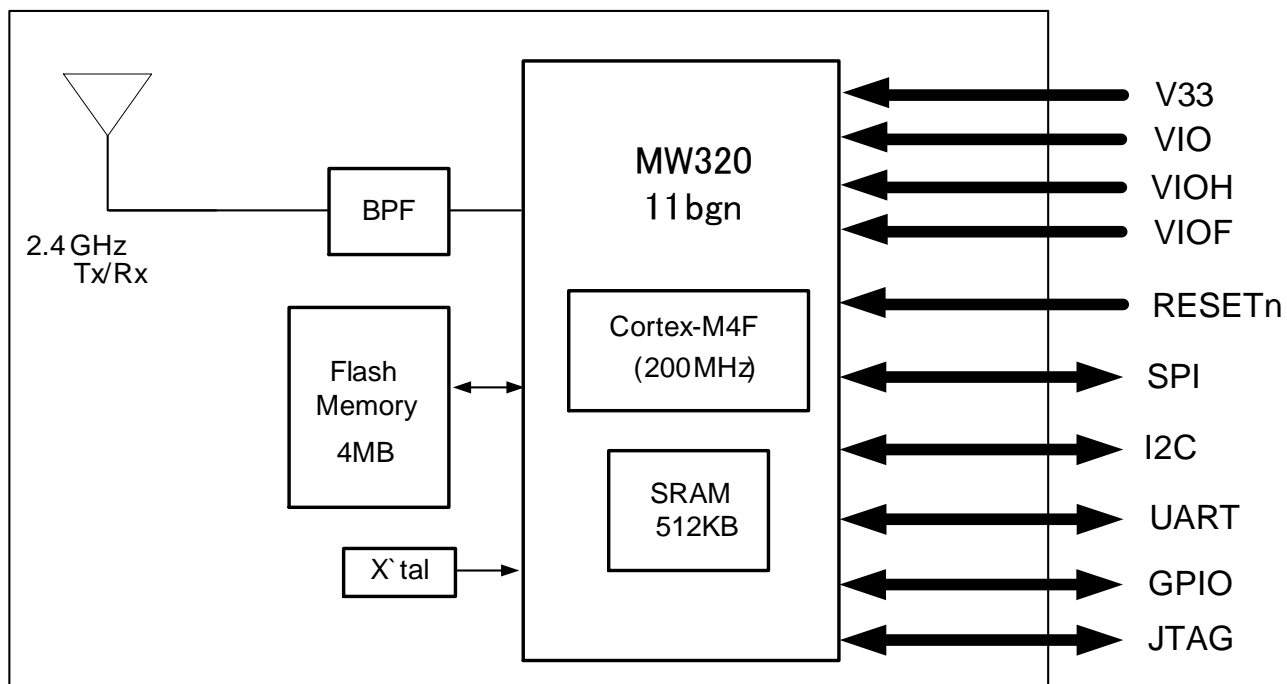 2.4 GHz
Tx/Rx
BPF
Flash
Memory
4MB
X`tal
MW320
11bgn
Cortex-M4F
(200MHz)
SRAM
512KB
V33
VIO
VIOH
VIOF
RESETn
SPI
I2C
UART
GPIO
JTAG